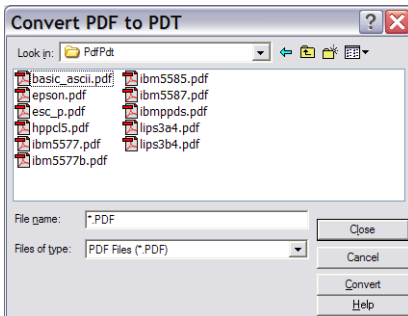 Convert PDF to PDT
Look in: PdfPdt
basic_ascii.pdf ibm5585.pdf
epson.pdf ibm5587.pdf
esc_p.pdf ibmppds.pdf
hppcl5.pdf lips3a4.pdf
ibm5577.pdf lips3b4.pdf
ibm5577b.pdf
File name: *.PDF
Close
Files of type: PDF Files (*.PDF)
Cancel
Convert
Help